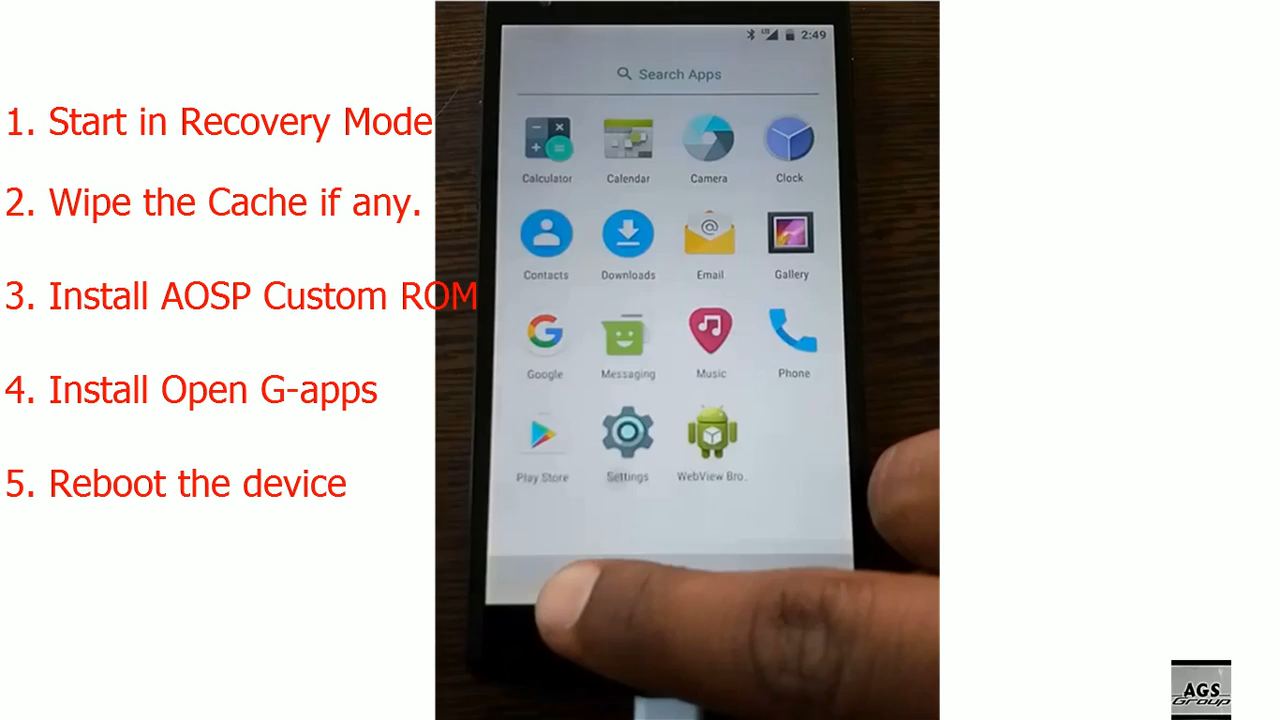 1. Start in Recovery Mode
2. Wipe the Cache if any.
3. Install AOSP Custom ROM
4. Install Open G-apps
5. Reboot the device
LTE 2:49
Search Apps
Calculator Calendar Camera Clock
Contacts Downloads Email Gallery
Google Messaging Music Phone
Play Store Settings WebView Bro..
AGS
Group